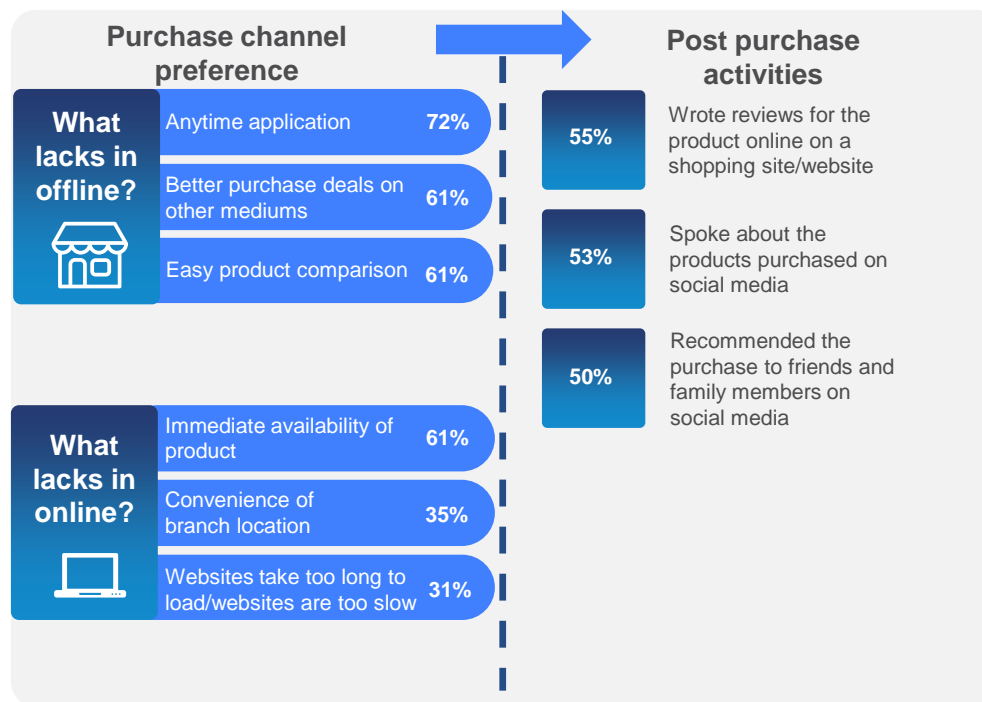 Purchase channel
preference
What
lacks in
offline?
Anytime application 72%
Better purchase deals on
other mediums 61%
Easy product comparison 61%
What
lacks in
online?
Immediate availability of
product 61%
Convenience of
branch location 35%
Websites take too long to
load/websites are too slow 31%
Post purchase
activities
55%
Wrote reviews for the
product online on a
shopping site/website
53%
Spoke about the
products purchased on
social media
50%
Recommended the
purchase to friends and
family members on
social media